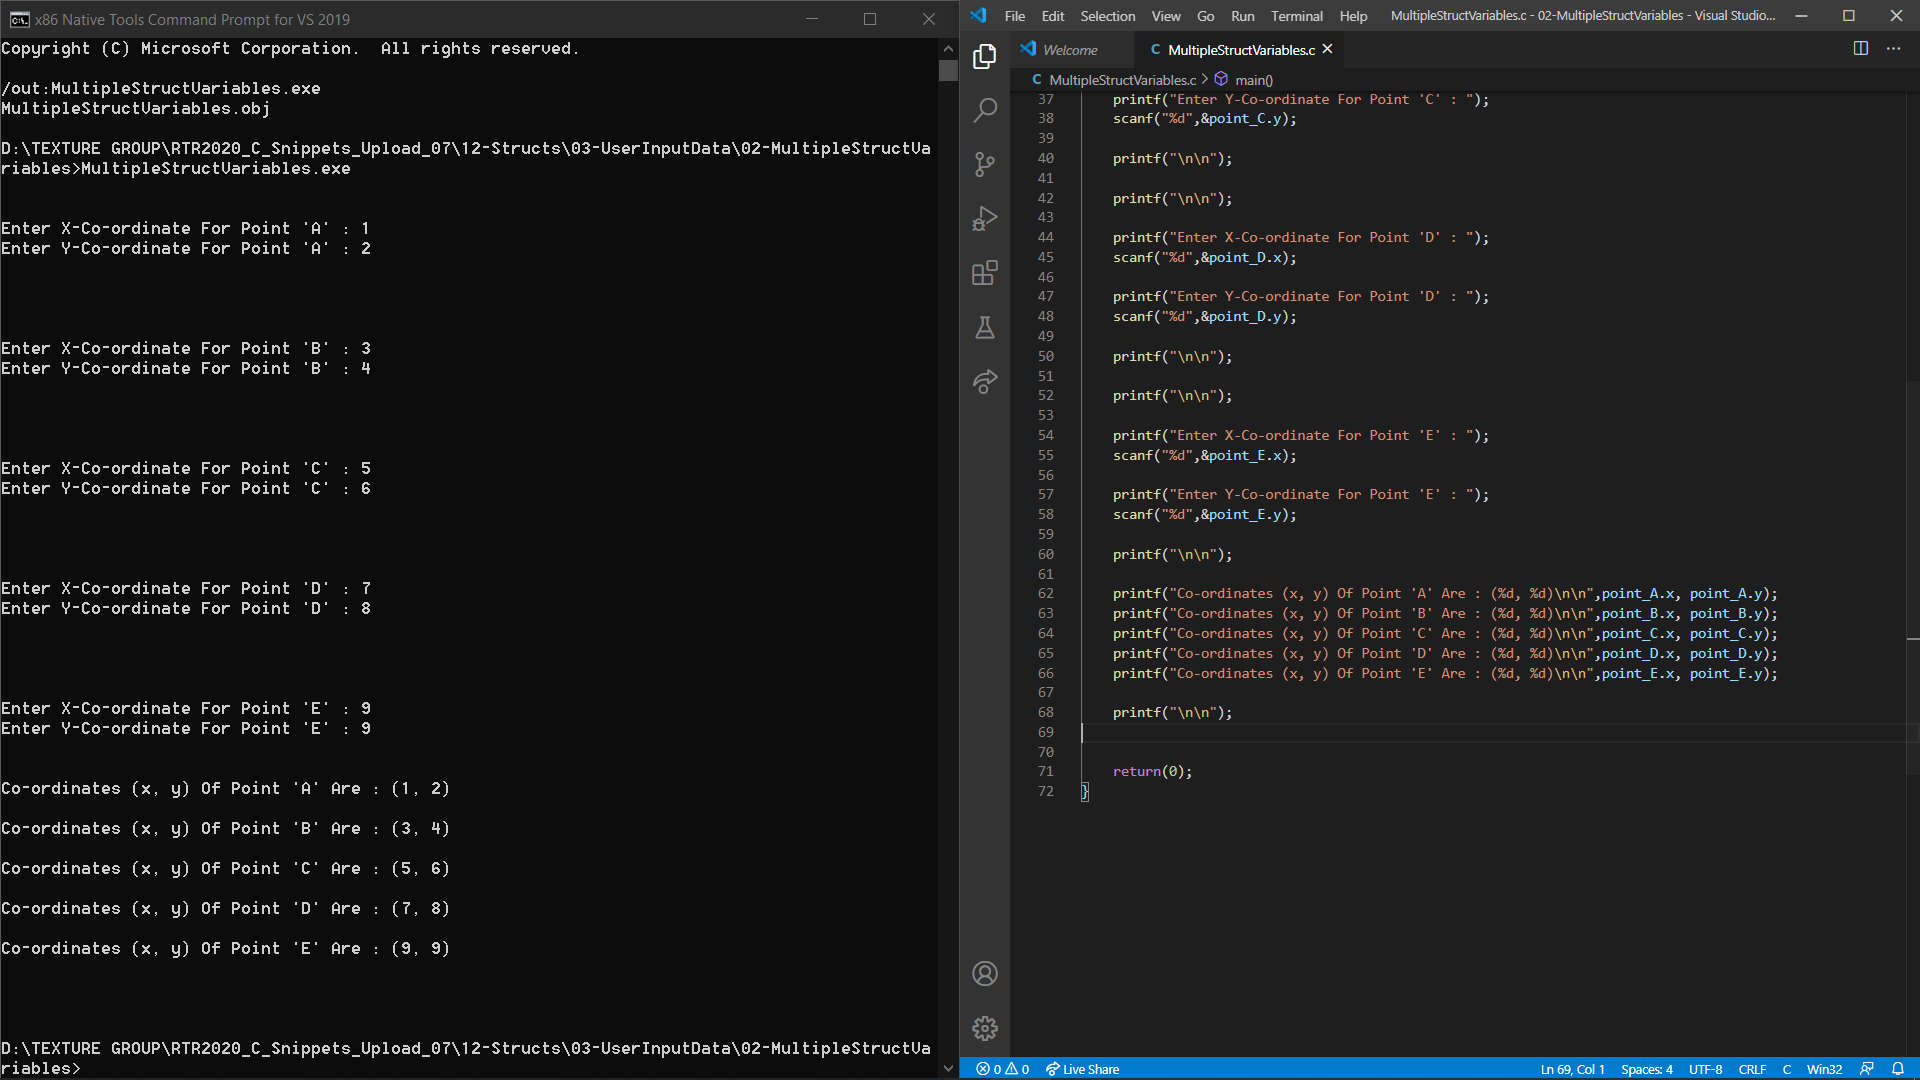 x86 Native Tools Command Prompt for VS 2019
Copyright (C) Microsoft Corporation.  All rights reserved.
/out:MultipleStructVariables.exe
MultipleStructVariables.obj
D:\TEXTURE GROUP\RTR2020_C_Snippets_Upload_07\12-Structs\03-UserInputData\02-MultipleStructVa
riables>MultipleStructVariables.exe
Enter X-Co-ordinate For Point 'A' : 1
Enter Y-Co-ordinate For Point 'A' : 2
Enter X-Co-ordinate For Point 'B' : 3
Enter Y-Co-ordinate For Point 'B' : 4
Enter X-Co-ordinate For Point 'C' : 5
Enter Y-Co-ordinate For Point 'C' : 6
Enter X-Co-ordinate For Point 'D' : 7
Enter Y-Co-ordinate For Point 'D' : 8
Enter X-Co-ordinate For Point 'E' : 9
Enter Y-Co-ordinate For Point 'E' : 9
Co-ordinates (x, y) Of Point 'A' Are : (1, 2)
Co-ordinates (x, y) Of Point 'B' Are : (3, 4)
Co-ordinates (x, y) Of Point 'C' Are : (5, 6)
Co-ordinates (x, y) Of Point 'D' Are : (7, 8)
Co-ordinates (x, y) Of Point 'E' Are : (9, 9)
D:\TEXTURE GROUP\RTR2020_C_Snippets_Upload_07\12-Structs\03-UserInputData\02-MultipleStructVa
riables>
File Edit Selection View Go Run Terminal Help MultipleStructVariables.c - 02-MultipleStructVariables - Visual Studio...
Welcome C MultipleStructVariables.c
C MultipleStructVariables.c > main()
37 printf("Enter Y-Co-ordinate For Point 'C' : ");
38 scanf("%d",&point_C.y);
39
40 printf("\n\n");
41
42 printf("\n\n");
43
44 printf("Enter X-Co-ordinate For Point 'D' : ");
45 scanf("%d",&point_D.x);
46
47 printf("Enter Y-Co-ordinate For Point 'D' : ");
48 scanf("%d",&point_D.y);
49
50 printf("\n\n");
51
52 printf("\n\n");
53
54 printf("Enter X-Co-ordinate For Point 'E' : ");
55 scanf("%d",&point_E.x);
56
57 printf("Enter Y-Co-ordinate For Point 'E' : ");
58 scanf("%d",&point_E.y);
59
60 printf("\n\n");
61
62 printf("Co-ordinates (x, y) Of Point 'A' Are : (%d, %d)\n\n",point_A.x, point_A.y);
63 printf("Co-ordinates (x, y) Of Point 'B' Are : (%d, %d)\n\n",point_B.x, point_B.y);
64 printf("Co-ordinates (x, y) Of Point 'C' Are : (%d, %d)\n\n",point_C.x, point_C.y);
65 printf("Co-ordinates (x, y) Of Point 'D' Are : (%d, %d)\n\n",point_D.x, point_D.y);
66 printf("Co-ordinates (x, y) Of Point 'E' Are : (%d, %d)\n\n",point_E.x, point_E.y);
67
68 printf("\n\n");
69
70
71 return(0);
72 }
0 0 Live Share Ln 69, Col 1 Spaces: 4 UTF-8 CRLF C Win32